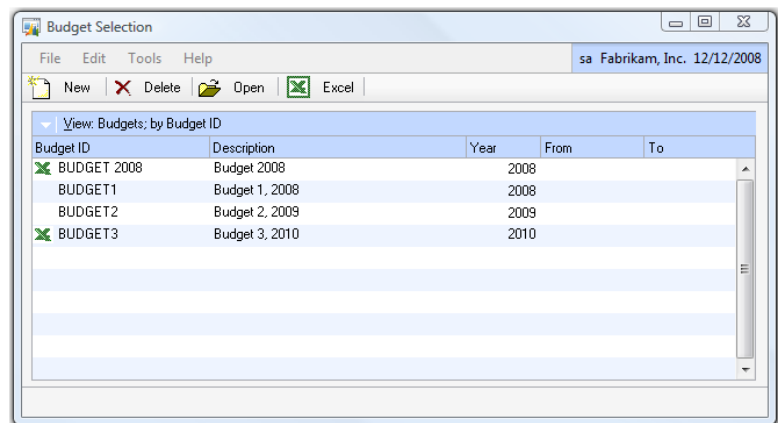 Budget Selection
File Edit Tools Help sa Fabrikam, Inc. 12/12/2008
New Delete Open Excel
View: Budgets; by Budget ID
Budget ID Description Year From To
BUDGET 2008 Budget 2008 2008
BUDGET1 Budget 1, 2008 2008
BUDGET2 Budget 2, 2009 2009
BUDGET3 Budget 3, 2010 2010